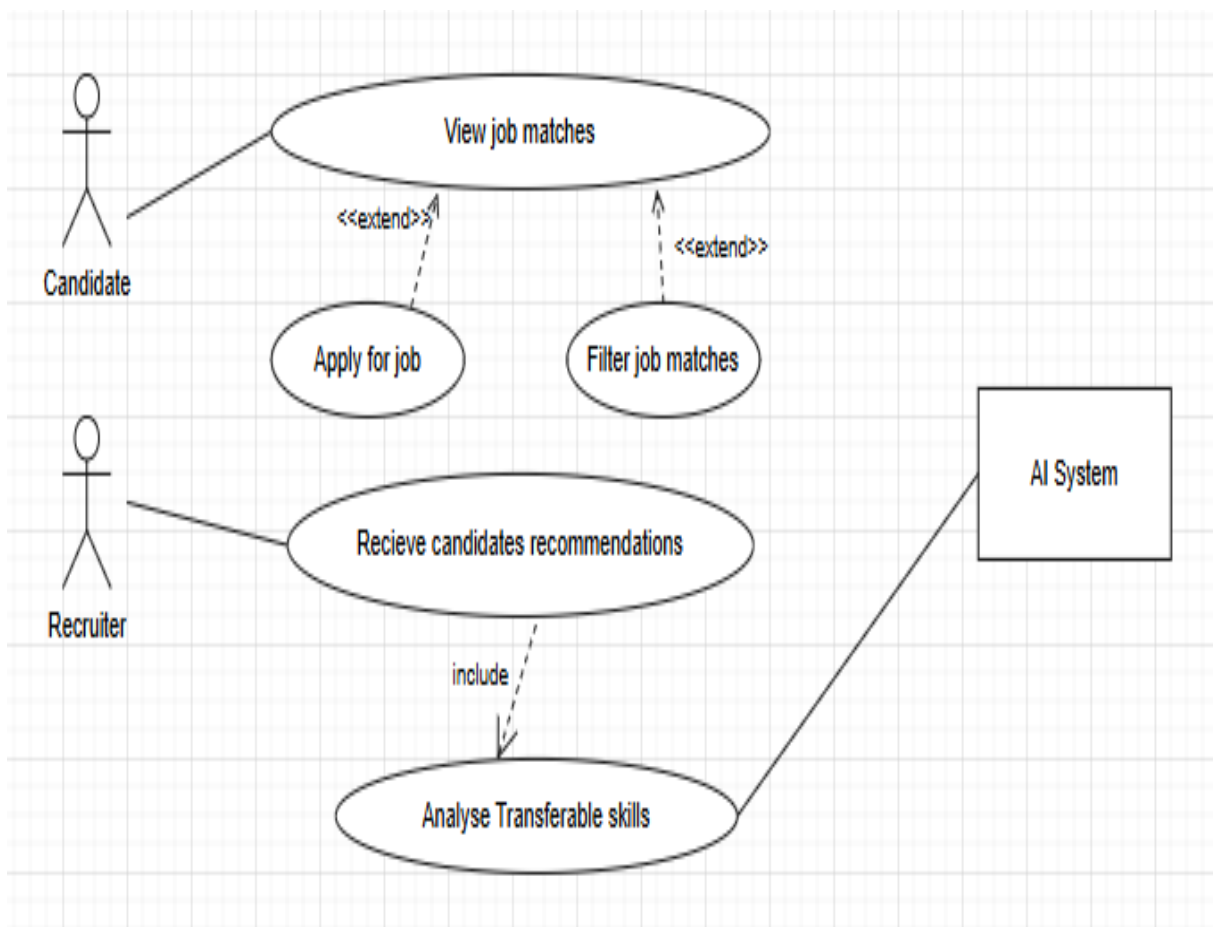 View job matches
<<extend>>
<<extend>>
Candidate
Apply for job
Filter job matches
AI System
Recieve candidates recommendations
Recruiter
include
Analyse Transferable skills